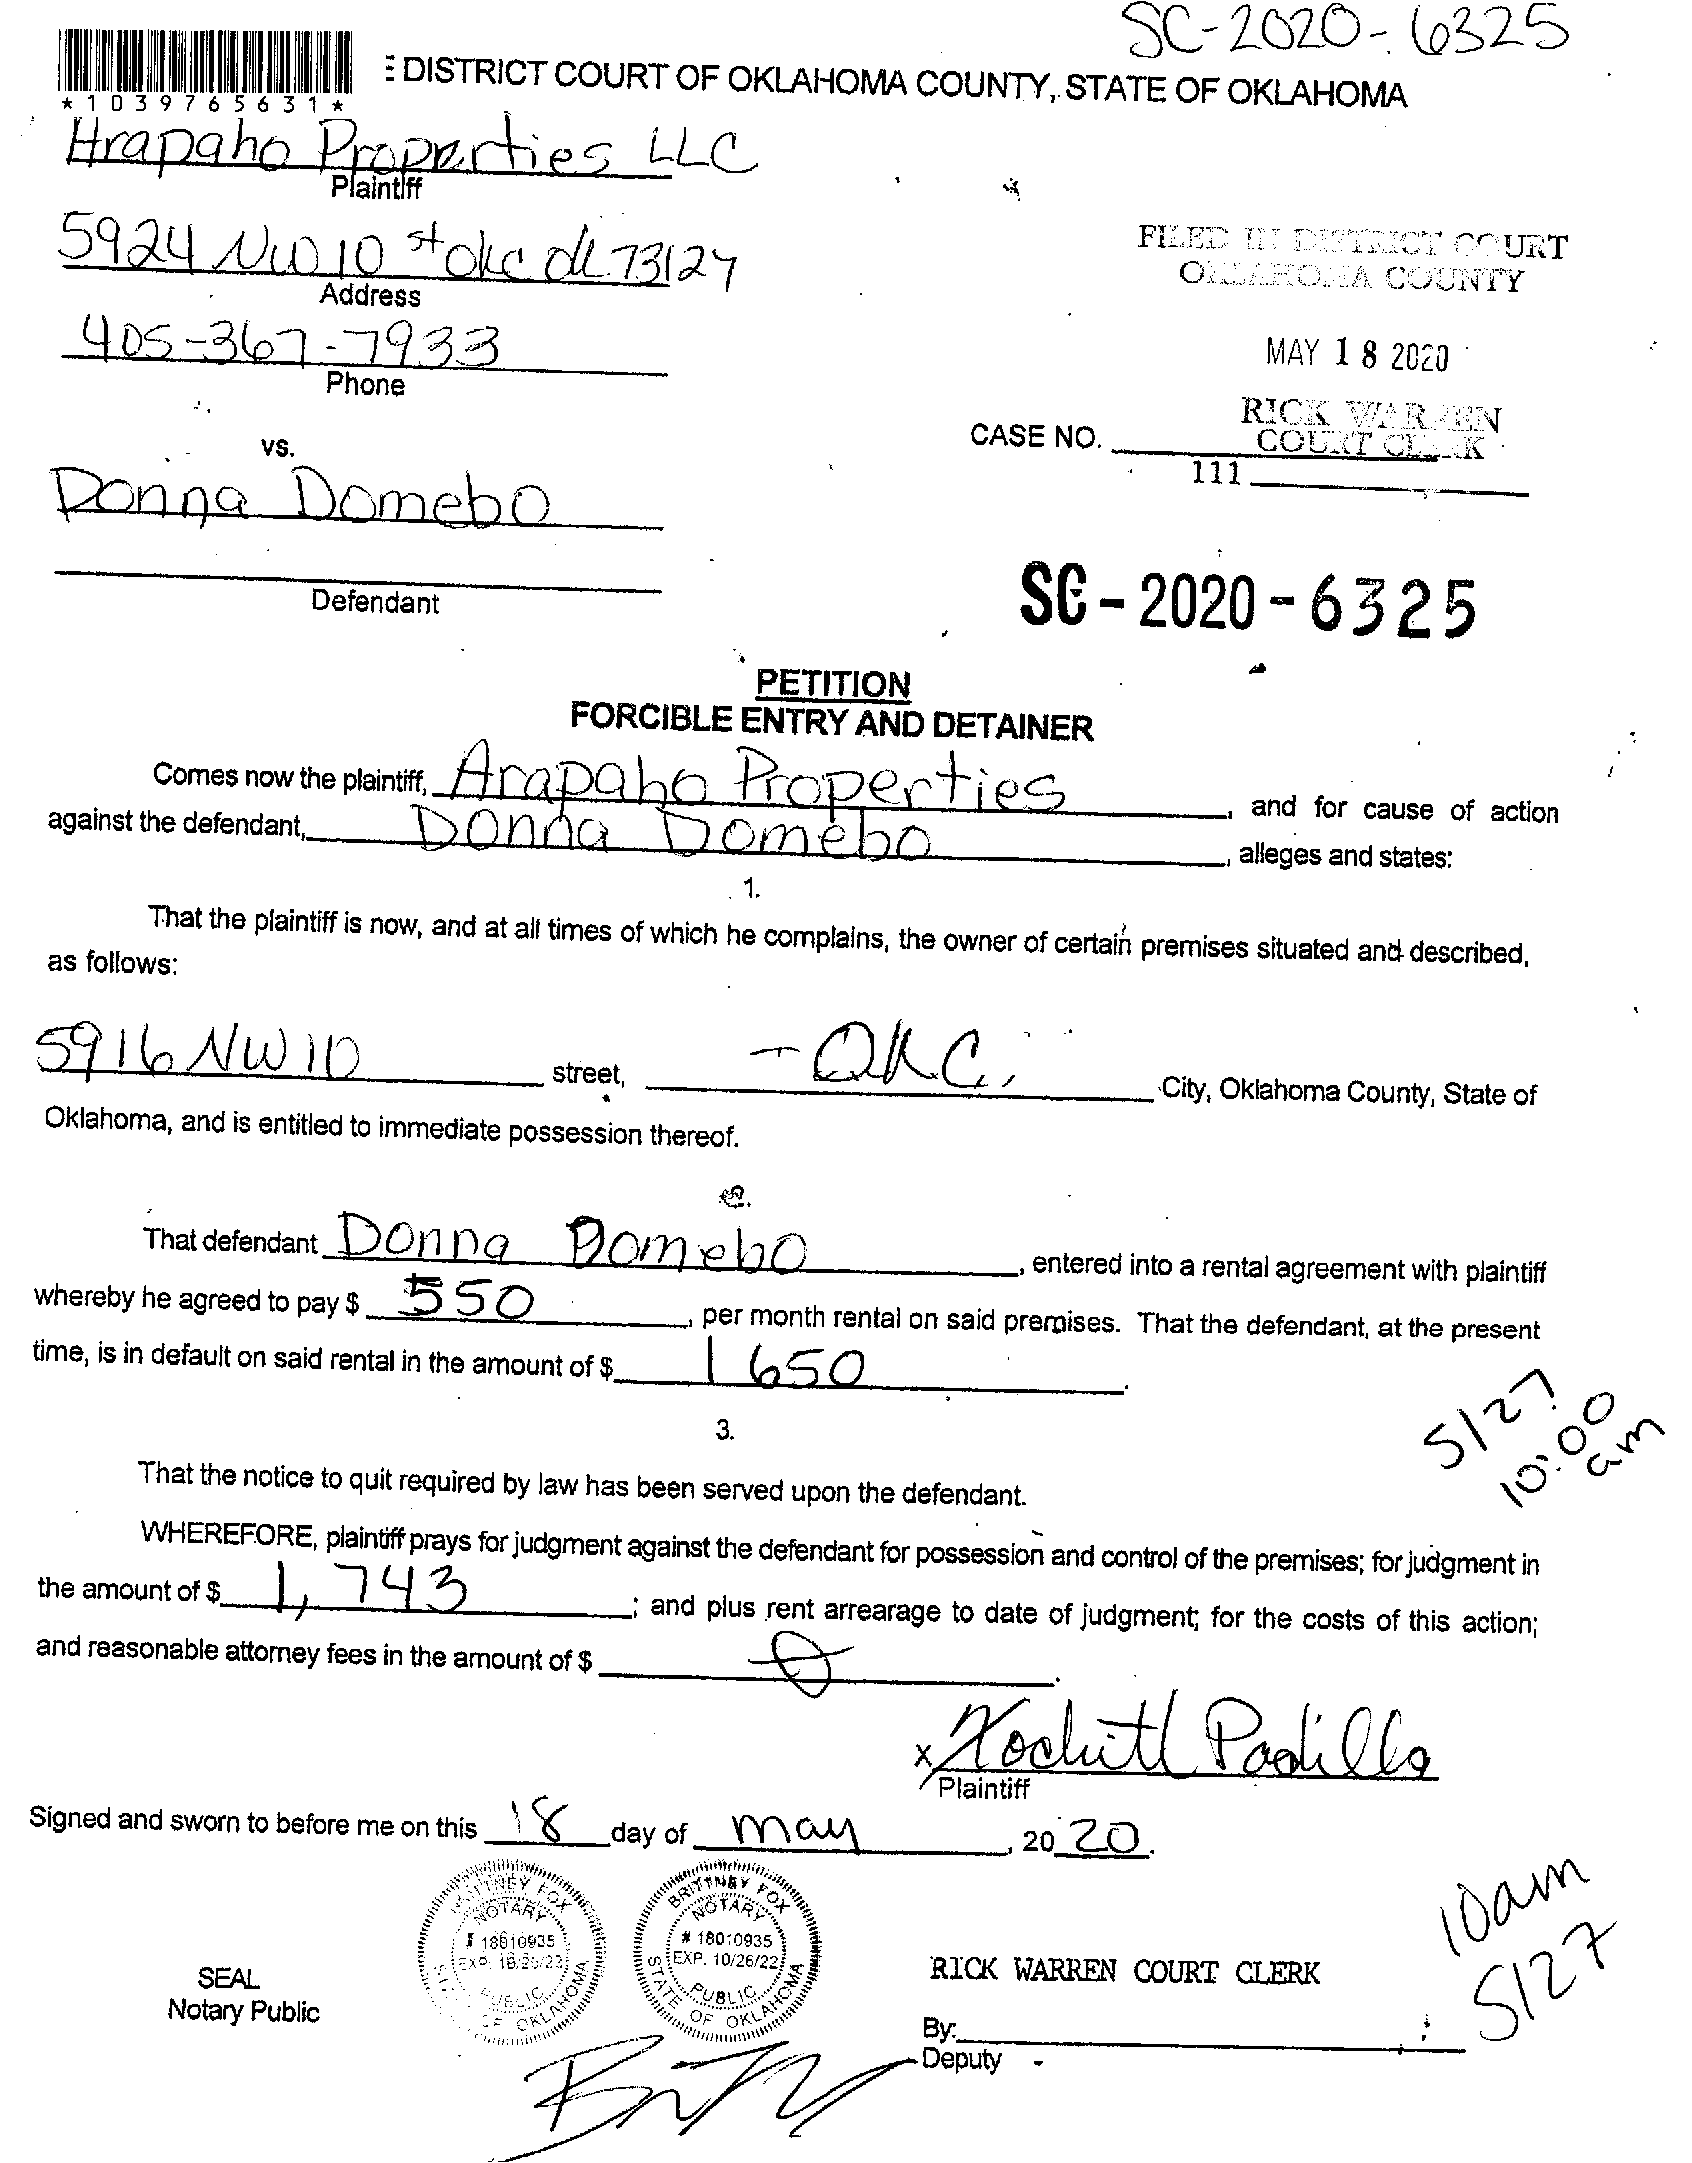 SC-2020-6325
*1039765631*
E DISTRICT COURT OF OKLAHOMA COUNTY, STATE OF OKLAHOMA
Arapaho Properties LLC
Plaintiff
5924 NW 10 st okc ok 73127
Address
405-367-7933
Phone
FILED IN DISTRICT COURT
OKLAHOMA COUNTY
MAY 18 2020
RICK WARREN
COURT CLERK
CASE NO.
111
vs.
Donna Domebo
Defendant
SC-2020-6325
PETITION
FORCIBLE ENTRY AND DETAINER
Comes now the plaintiff, Arapaho Properties, and for cause of action
against the defendant, Donna Domebo, alleges and states:
1.
That the plaintiff is now, and at all times of which he complains, the owner of certain premises situated and described,
as follows:
5916 NW 10 street, - OKC. City, Oklahoma County, State of
Oklahoma, and is entitled to immediate possession thereof.
2.
That defendant Donna Domebo, entered into a rental agreement with plaintiff
whereby he agreed to pay $ 550, per month rental on said premises. That the defendant, at the present
time, is in default on said rental in the amount of $ 1650.
5/27
10:00
am
3.
That the notice to quit required by law has been served upon the defendant.
WHEREFORE, plaintiff prays for judgment against the defendant for possession and control of the premises; for judgment in
the amount of $ 1,743; and plus rent arrearage to date of judgment; for the costs of this action;
and reasonable attorney fees in the amount of $ 0.
x Xochitl Padilla
Plaintiff
Signed and sworn to before me on this 18 day of may, 2020.
BRITTNEY FOX
NOTARY
# 18010935
EXP. 10/26/22
PUBLIC
STATE OF OKLAHOMA
BRITTNEY FOX
NOTARY
# 18010935
EXP. 10/26/22
PUBLIC
STATE OF OKLAHOMA
SEAL
Notary Public
RICK WARREN COURT CLERK
By:
Deputy
10am
5/27